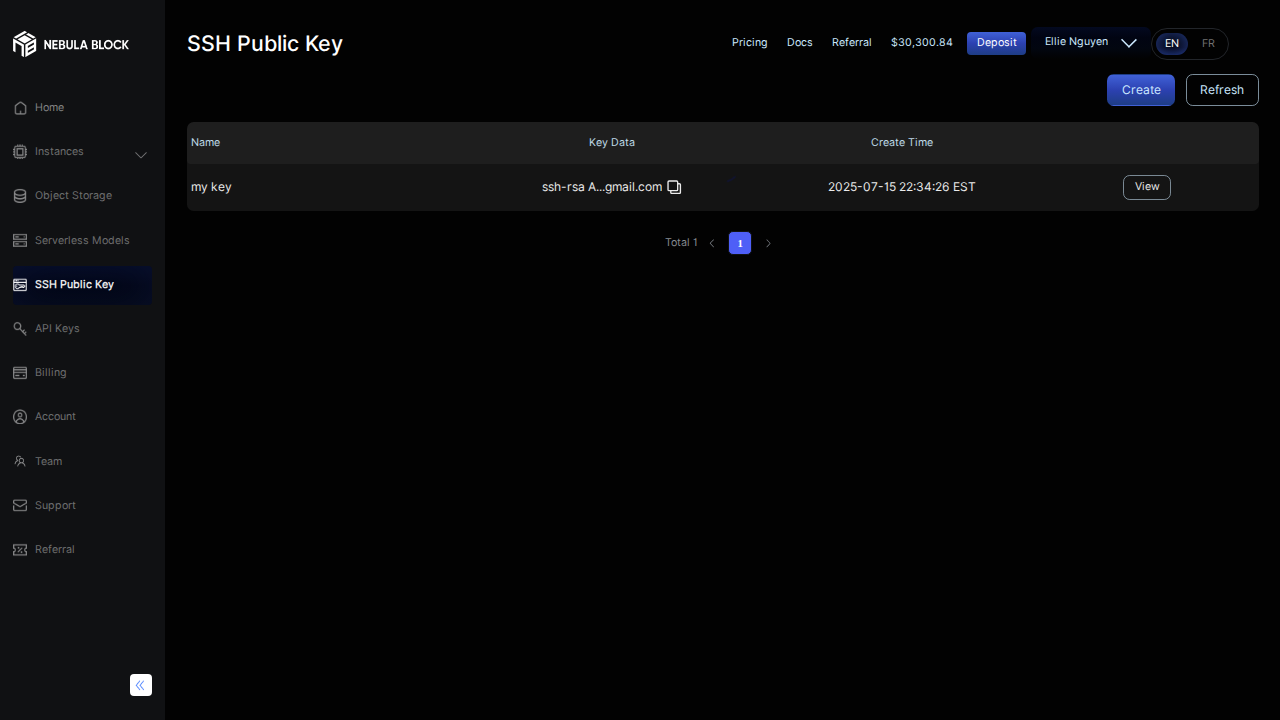 NEBULA BLOCK
Home
Instances
Object Storage
Serverless Models
SSH Public Key
API Keys
Billing
Account
Team
Support
Referral
SSH Public Key
Pricing Docs Referral $30,300.84 Deposit Ellie Nguyen EN FR
Create Refresh
Name Key Data Create Time
my key ssh-rsa A...gmail.com 2025-07-15 22:34:26 EST View
Total 1 1